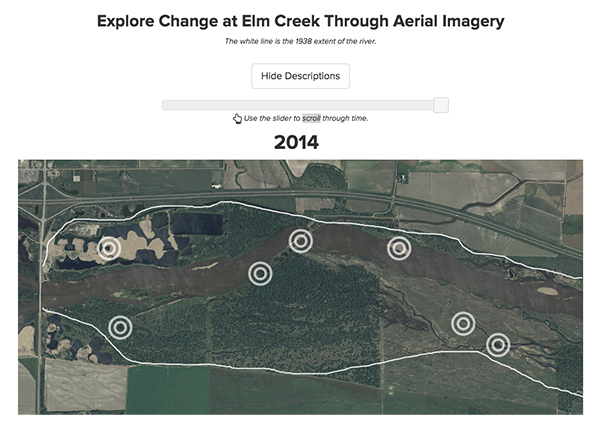 Explore Change at Elm Creek Through Aerial Imagery
The white line is the 1938 extent of the river.
Hide Descriptions
Use the slider to scroll through time.
2014